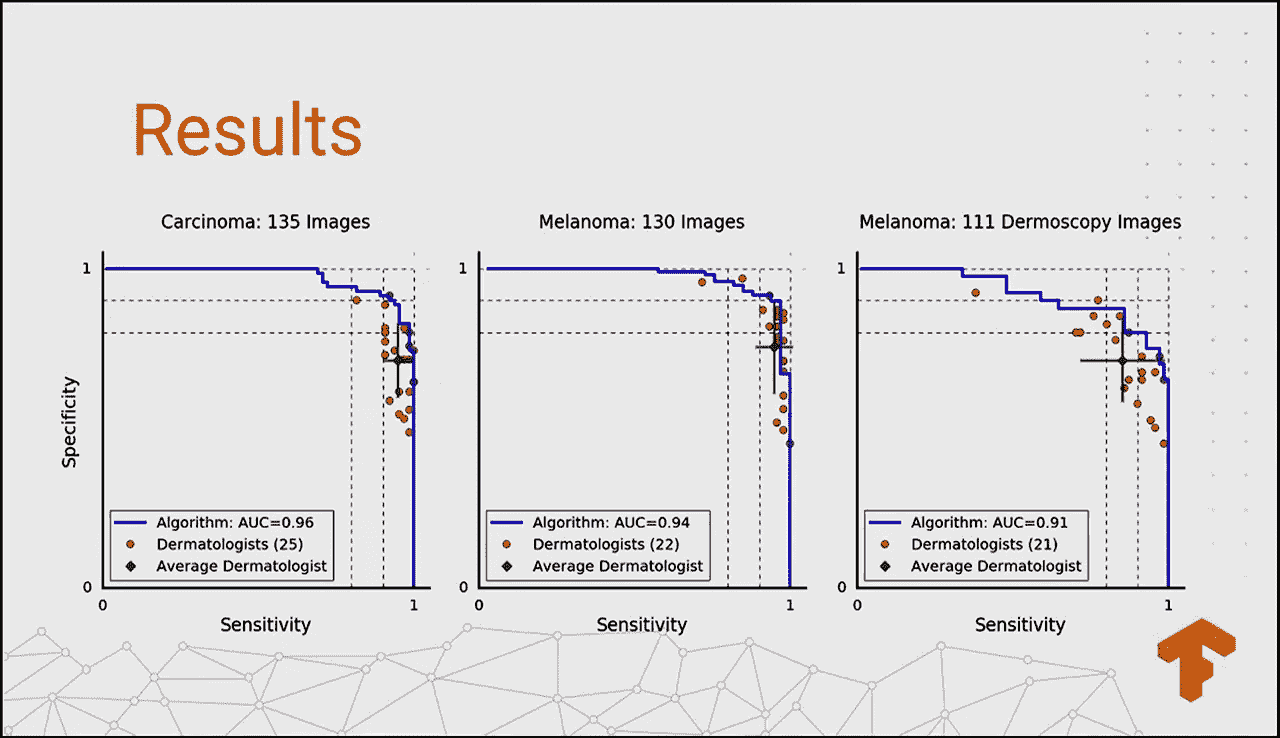 Results
Carcinoma: 135 Images
Melanoma: 130 Images
Melanoma: 111 Dermoscopy Images
Specificity
1
0
Algorithm: AUC=0.96
Dermatologists (25)
Average Dermatologist
0
1
Sensitivity
1
0
Algorithm: AUC=0.94
Dermatologists (22)
Average Dermatologist
0
1
Sensitivity
1
0
Algorithm: AUC=0.91
Dermatologists (21)
Average Dermatologist
0
1
Sensitivity